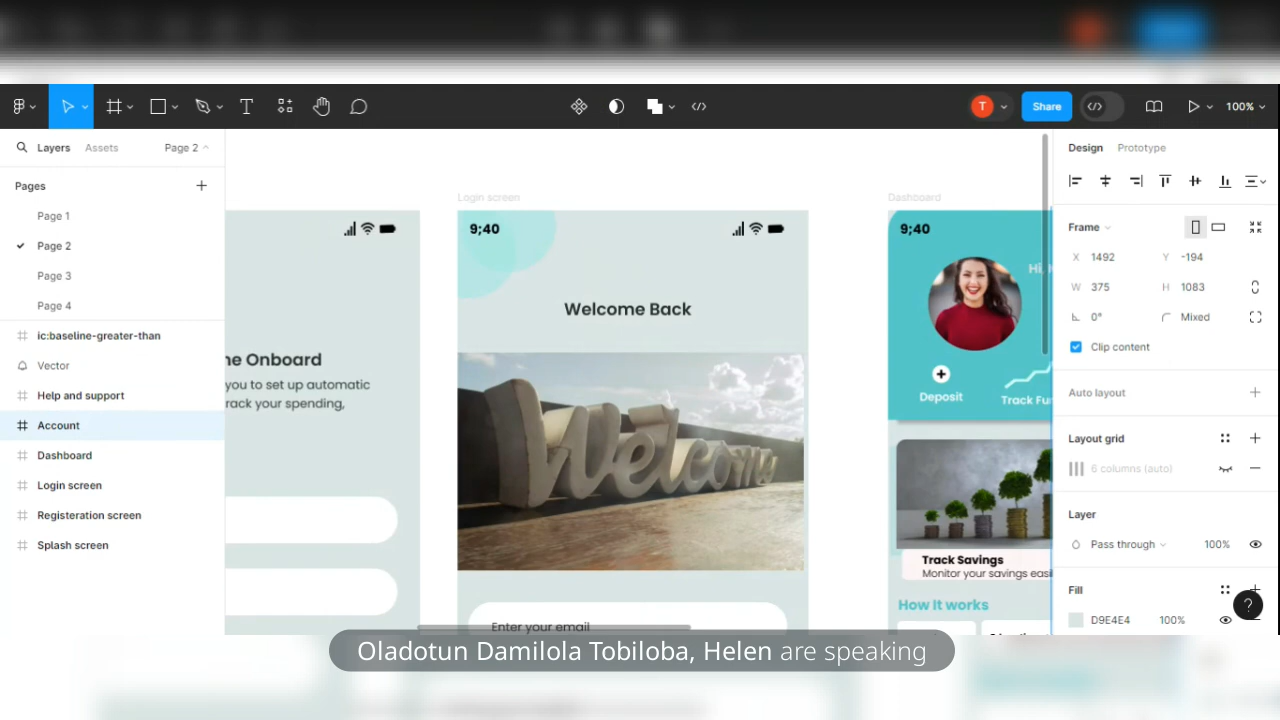 T
Share
100%
Layers
Assets
Page 2
Pages
Page 1
Page 2
Page 3
Page 4
ic:baseline-greater-than
Vector
Help and support
Account
Dashboard
Login screen
Registeration screen
Splash screen
ne Onboard
you to set up automatic
rack your spending,
Login screen
9;40
Welcome Back
Welcome
Enter your email
Dashboard
9;40
Hi,
Deposit
Track Fun
Track Savings
Monitor your savings easil
How It works
Design
Prototype
Frame
X 1492
Y -194
W 375
H 1083
0°
Mixed
Clip content
Auto layout
Layout grid
6 columns (auto)
Layer
Pass through
100%
Fill
D9E4E4
100%
?
Oladotun Damilola Tobiloba, Helen are speaking